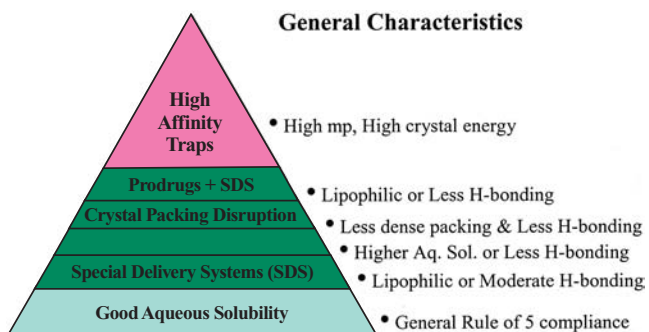 General Characteristics
High
Affinity
Traps
• High mp, High crystal energy
Prodrugs + SDS
• Lipophilic or Less H-bonding
Crystal Packing Disruption
• Less dense packing & Less H-bonding
• Higher Aq. Sol. or Less H-bonding
Special Delivery Systems (SDS)
• Lipophilic or Moderate H-bonding
Good Aqueous Solubility
• General Rule of 5 compliance